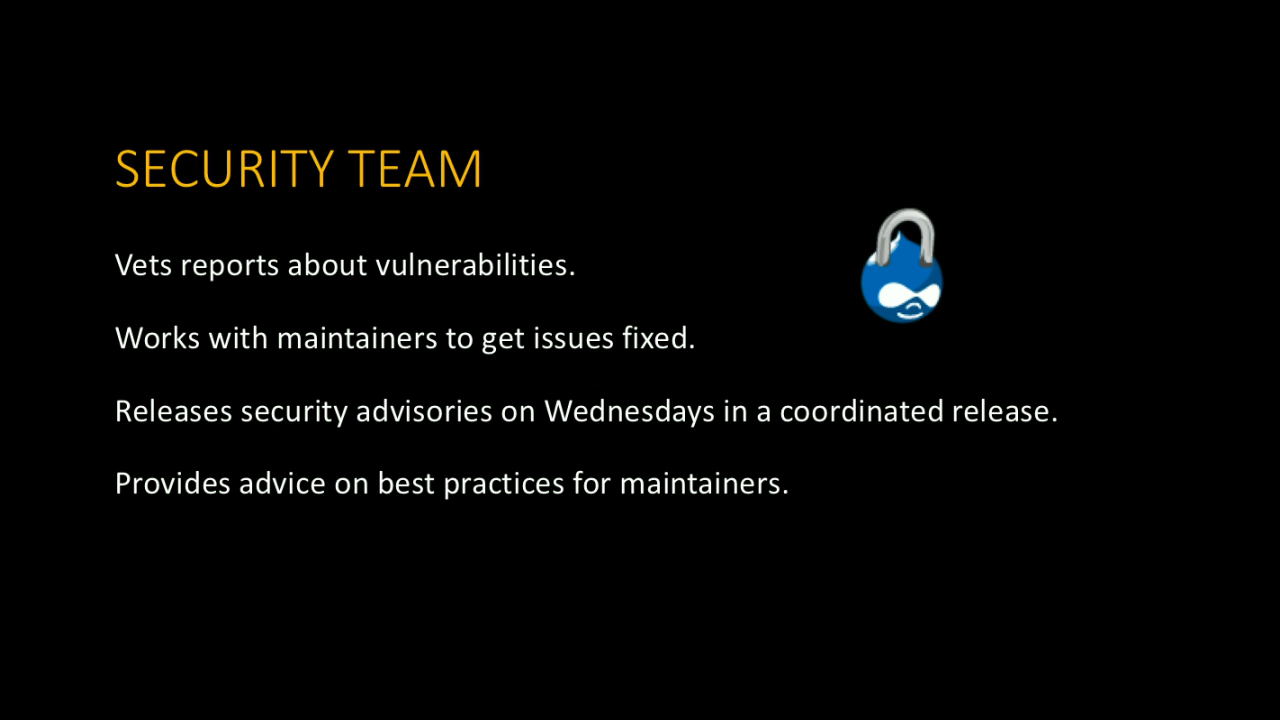 SECURITY TEAM
Vets reports about vulnerabilities.
Works with maintainers to get issues fixed.
Releases security advisories on Wednesdays in a coordinated release.
Provides advice on best practices for maintainers.